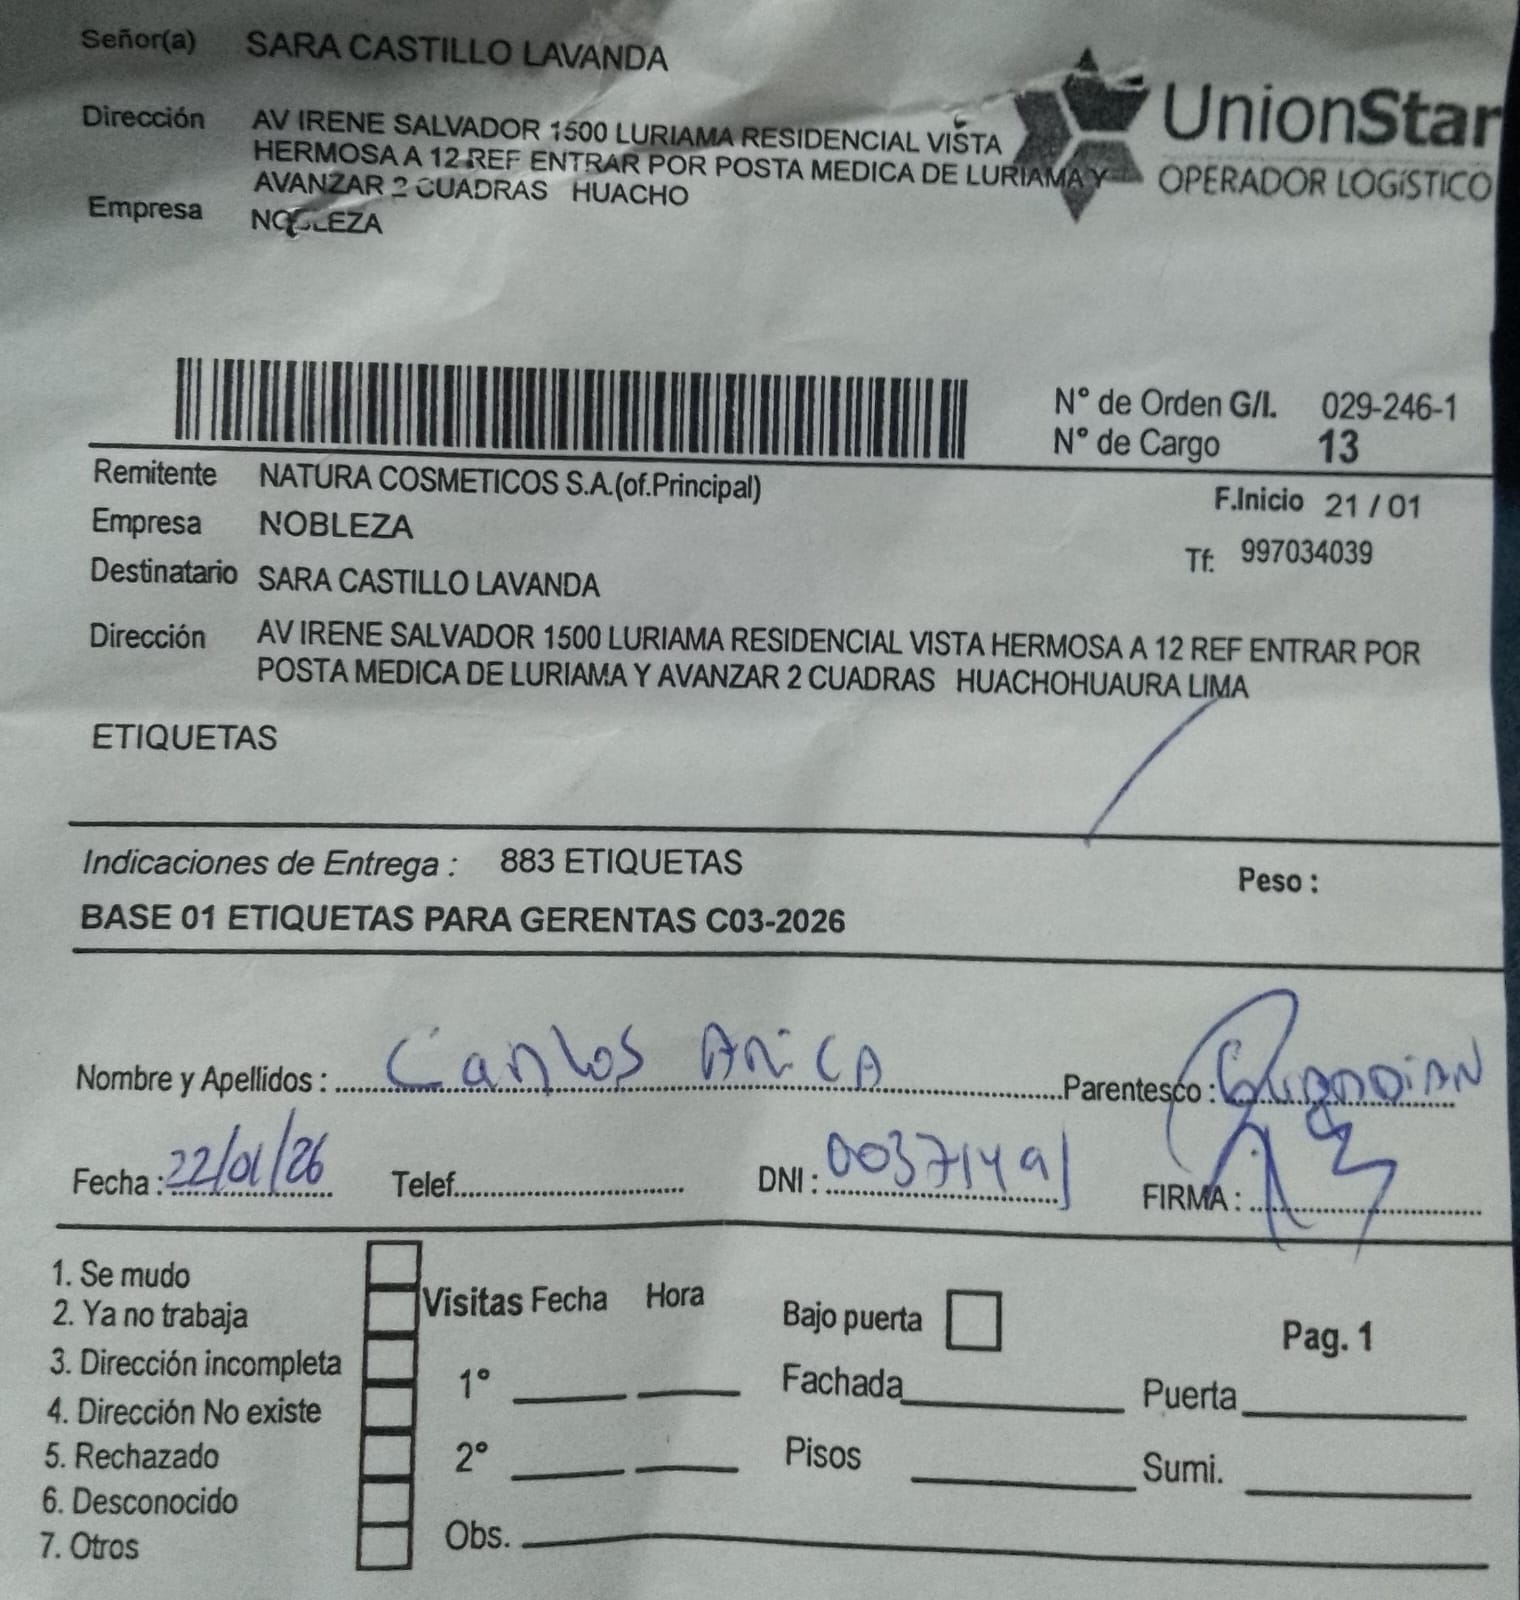 Señor(a) SARA CASTILLO LAVANDA
UnionStar
OPERADOR LOGÍSTICO
Dirección AV IRENE SALVADOR 1500 LURIAMA RESIDENCIAL VISTA
HERMOSA A 12 REF ENTRAR POR POSTA MEDICA DE LURIAMA Y
AVANZAR 2 CUADRAS HUACHO
Empresa NOBLEZA
N° de Orden G/I. 029-246-1
N° de Cargo 13
Remitente NATURA COSMETICOS S.A.(of.Principal)
F.Inicio 21 / 01
Empresa NOBLEZA
Tf: 997034039
Destinatario SARA CASTILLO LAVANDA
Dirección AV IRENE SALVADOR 1500 LURIAMA RESIDENCIAL VISTA HERMOSA A 12 REF ENTRAR POR
POSTA MEDICA DE LURIAMA Y AVANZAR 2 CUADRAS HUACHOHUAURA LIMA
ETIQUETAS
Indicaciones de Entrega : 883 ETIQUETAS
Peso :
BASE 01 ETIQUETAS PARA GERENTAS C03-2026
Nombre y Apellidos : Carlos ARiCA Parentesco : GUARDiAN
Fecha : 22/01/26 Telef. DNI : 00371491 FIRMA :
1. Se mudo
2. Ya no trabaja
3. Dirección incompleta
4. Dirección No existe
5. Rechazado
6. Desconocido
7. Otros
Visitas Fecha Hora
1°
2°
Obs.
Bajo puerta
Pag. 1
Fachada Puerta
Pisos Sumi.